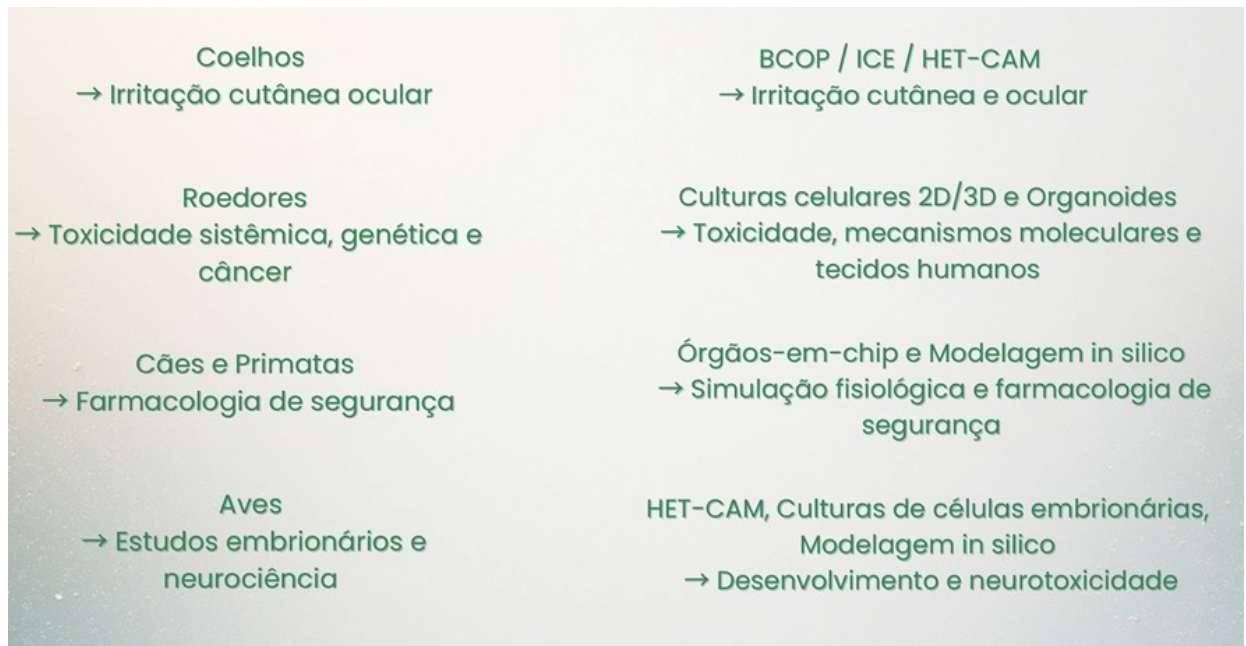 Coelhos
→ Irritação cutânea ocular
BCOP / ICE / HET-CAM
→ Irritação cutânea e ocular
Roedores
→ Toxicidade sistêmica, genética e
câncer
Culturas celulares 2D/3D e Organoides
→ Toxicidade, mecanismos moleculares e
tecidos humanos
Cães e Primatas
→ Farmacologia de segurança
Órgãos-em-chip e Modelagem in silico
→ Simulação fisiológica e farmacologia de
segurança
Aves
→ Estudos embrionários e
neurociência
HET-CAM, Culturas de células embrionárias,
Modelagem in silico
→ Desenvolvimento e neurotoxicidade